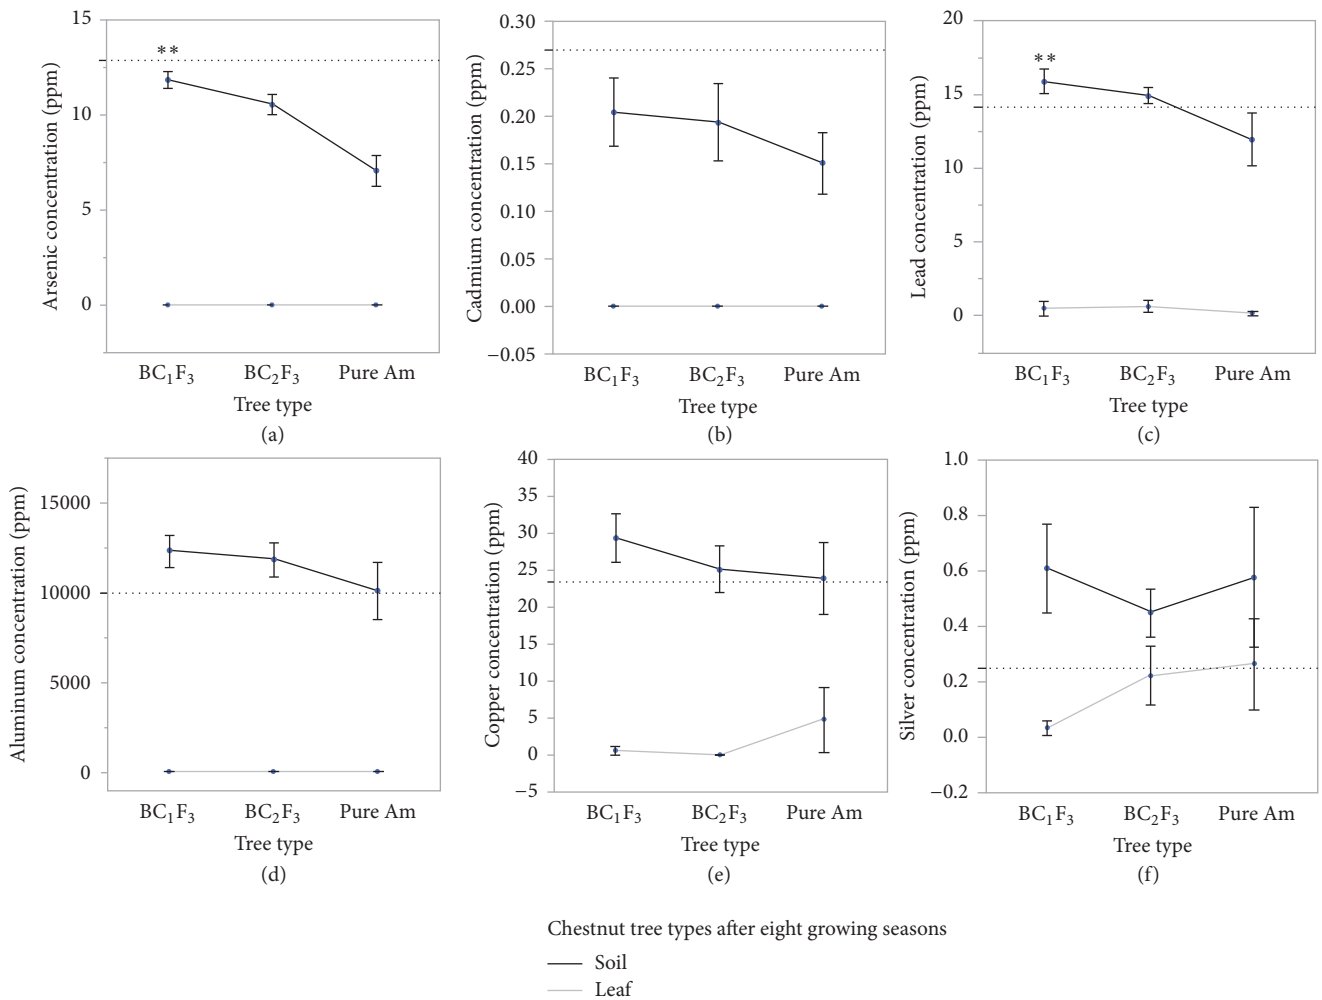 15
10
5
0
Arsenic concentration (ppm)
**
BC₁F₃ BC₂F₃ Pure Am
Tree type
(a)
0.30
0.25
0.20
0.15
0.10
0.05
0.00
−0.05
Cadmium concentration (ppm)
BC₁F₃ BC₂F₃ Pure Am
Tree type
(b)
20
15
10
5
0
Lead concentration (ppm)
**
BC₁F₃ BC₂F₃ Pure Am
Tree type
(c)
15000
10000
5000
0
Aluminum concentration (ppm)
BC₁F₃ BC₂F₃ Pure Am
Tree type
(d)
40
35
30
25
20
15
10
5
0
−5
Copper concentration (ppm)
BC₁F₃ BC₂F₃ Pure Am
Tree type
(e)
1.0
0.8
0.6
0.4
0.2
0.0
−0.2
Silver concentration (ppm)
BC₁F₃ BC₂F₃ Pure Am
Tree type
(f)
Chestnut tree types after eight growing seasons
Soil
Leaf